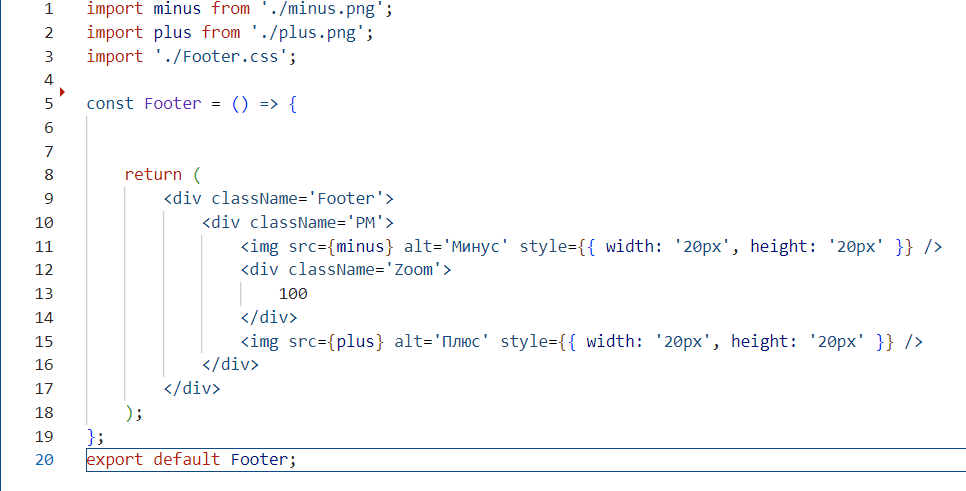 1 import minus from './minus.png';
2 import plus from './plus.png';
3 import './Footer.css';
4
5 const Footer = () => {
6
7
8     return (
9         <div className='Footer'>
10             <div className='PM'>
11                 <img src={minus} alt='Минус' style={{ width: '20px', height: '20px' }} />
12                 <div className='Zoom'>
13                     100
14                 </div>
15                 <img src={plus} alt='Плюс' style={{ width: '20px', height: '20px' }} />
16             </div>
17         </div>
18     );
19 };
20 export default Footer;